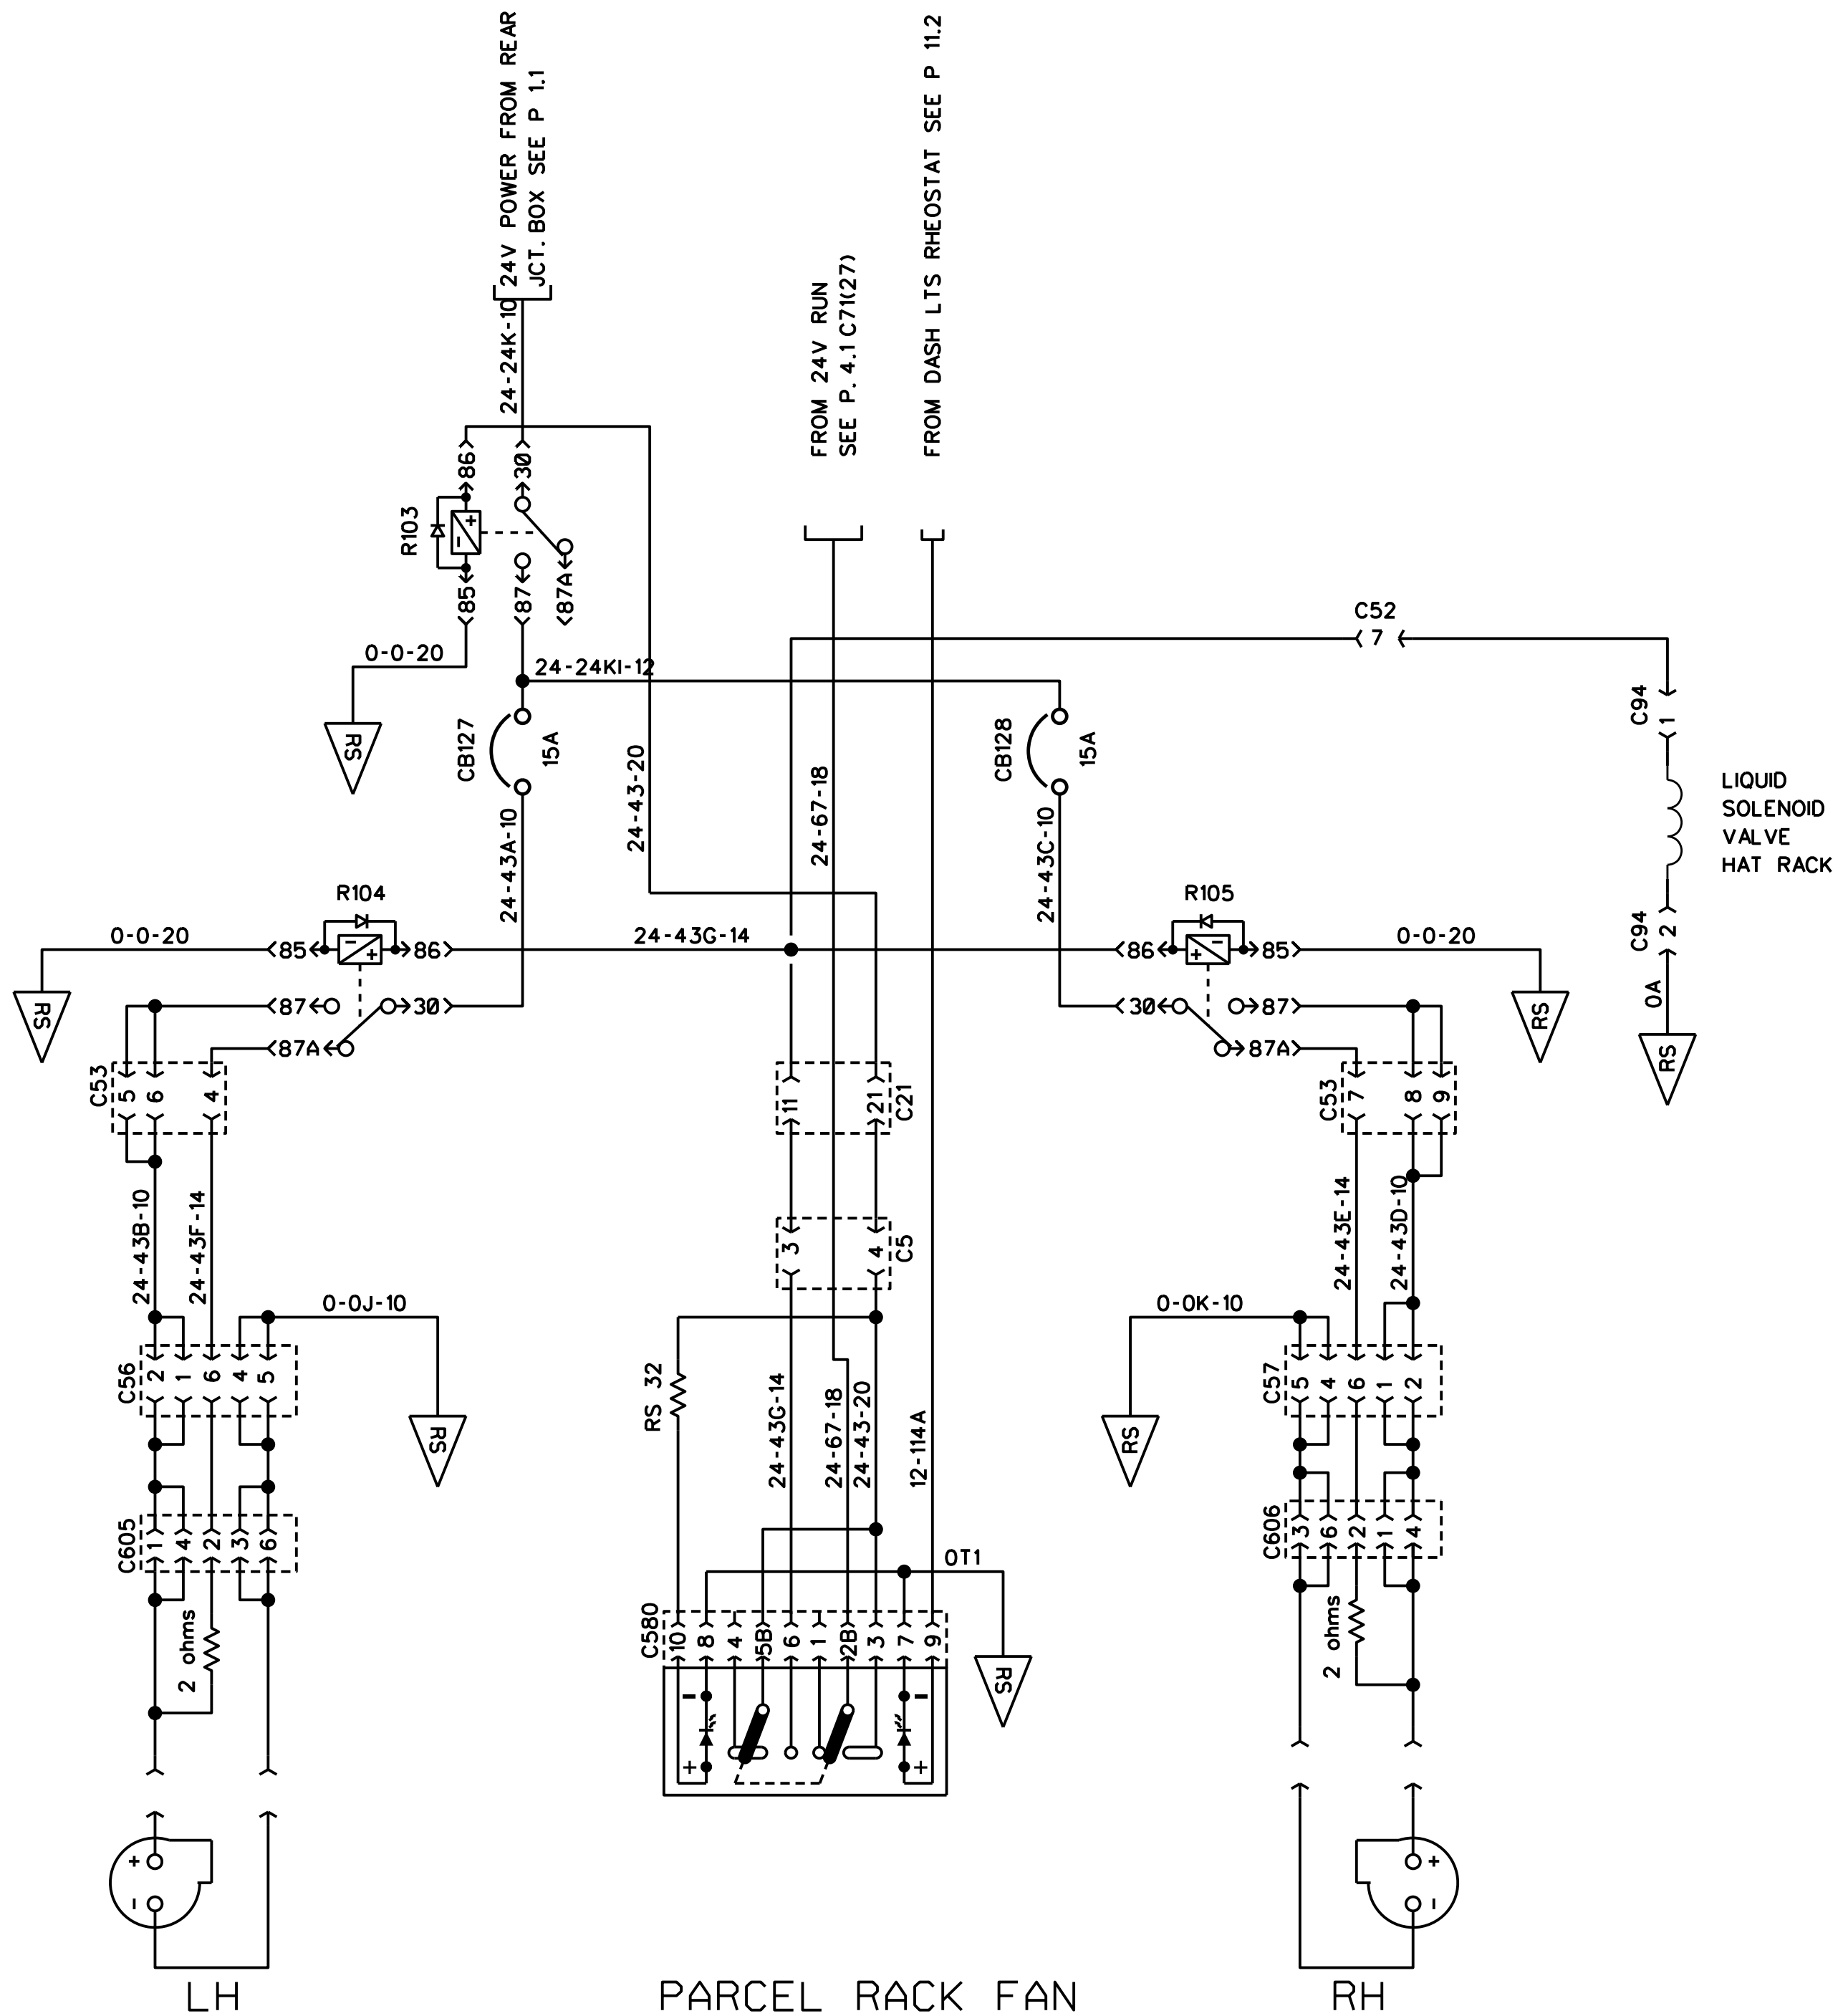 24V POWER FROM REAR
JCT. BOX SEE P 1.1
FROM 24V RUN
SEE P. 4.1 C71(27)
FROM DASH LTS RHEOSTAT SEE P 11.2
24-24K-10
86
30
R103
85
87
87A
0-0-20
RS
24-24KI-12
C52
7
CB127
15A
24-43-20
24-67-18
CB128
15A
C94
1
LIQUID
SOLENOID
VALVE
HAT RACK
C94
2
0A
RS
24-43A-10
24-43C-10
R104
0-0-20
85
86
24-43G-14
R105
86
85
0-0-20
RS
87
30
87A
30
87
87A
RS
C53
5
6
4
11
21
C21
C53
7
8
9
24-43B-10
24-43F-14
3
4
C5
24-43E-14
24-43D-10
0-0J-10
0-0K-10
C56
2
1
6
4
5
RS
RS 32
24-43G-14
24-67-18
24-43-20
12-114A
RS
C57
5
4
6
1
2
C605
1
4
2
3
6
C606
3
6
2
1
4
0T1
2 ohms
C580
10
8
4
5B
6
1
2B
3
7
9
RS
2 ohms
-
-
+
+
+
-
+
-
LH
PARCEL RACK FAN
RH